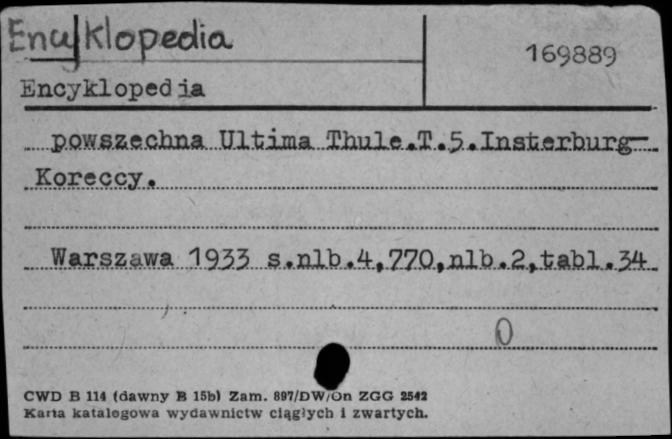 Encyklopedia
169889
Encyklopedia
powszechna Ultima Thule.T.5.Insterburg-
Koreccy.
Warszawa 1933 s.nlb.4,770,nlb.2,tabl.34
0
CWD B 114 (dawny B 15b) Zam. 897/DW/On ZGG 2542
Karta katalogowa wydawnictw ciągłych i zwartych.